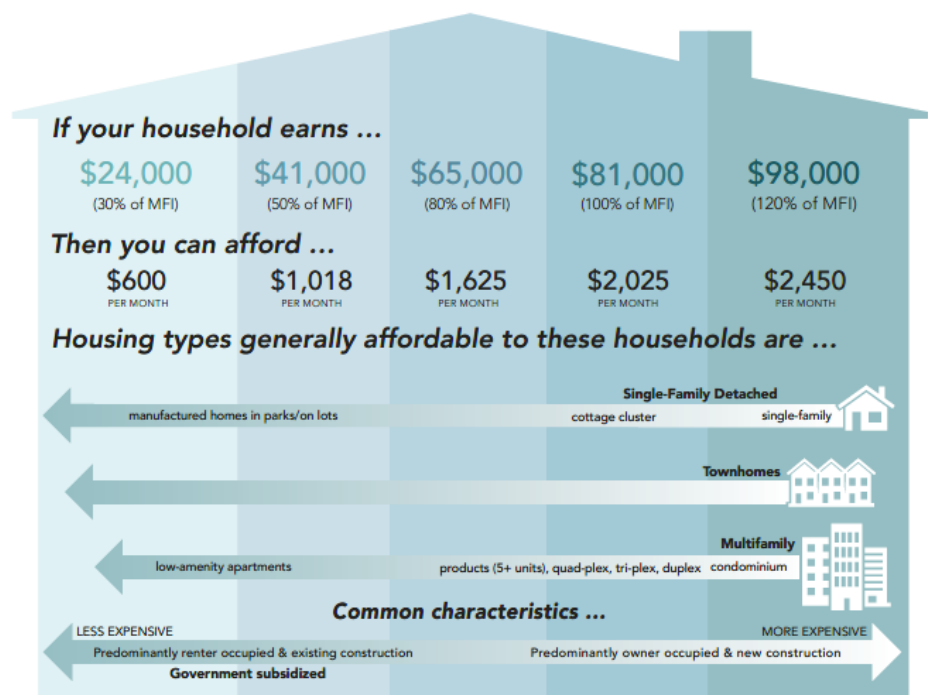 If your household earns ...
$24,000 $41,000 $65,000 $81,000 $98,000
(30% of MFI) (50% of MFI) (80% of MFI) (100% of MFI) (120% of MFI)
Then you can afford ...
$600 $1,018 $1,625 $2,025 $2,450
PER MONTH PER MONTH PER MONTH PER MONTH PER MONTH
Housing types generally affordable to these households are ...
Single-Family Detached
manufactured homes in parks/on lots cottage cluster single-family
Townhomes
Multifamily
low-amenity apartments products (5+ units), quad-plex, tri-plex, duplex condominium
Common characteristics ...
LESS EXPENSIVE MORE EXPENSIVE
Predominantly renter occupied & existing construction Predominantly owner occupied & new construction
Government subsidized